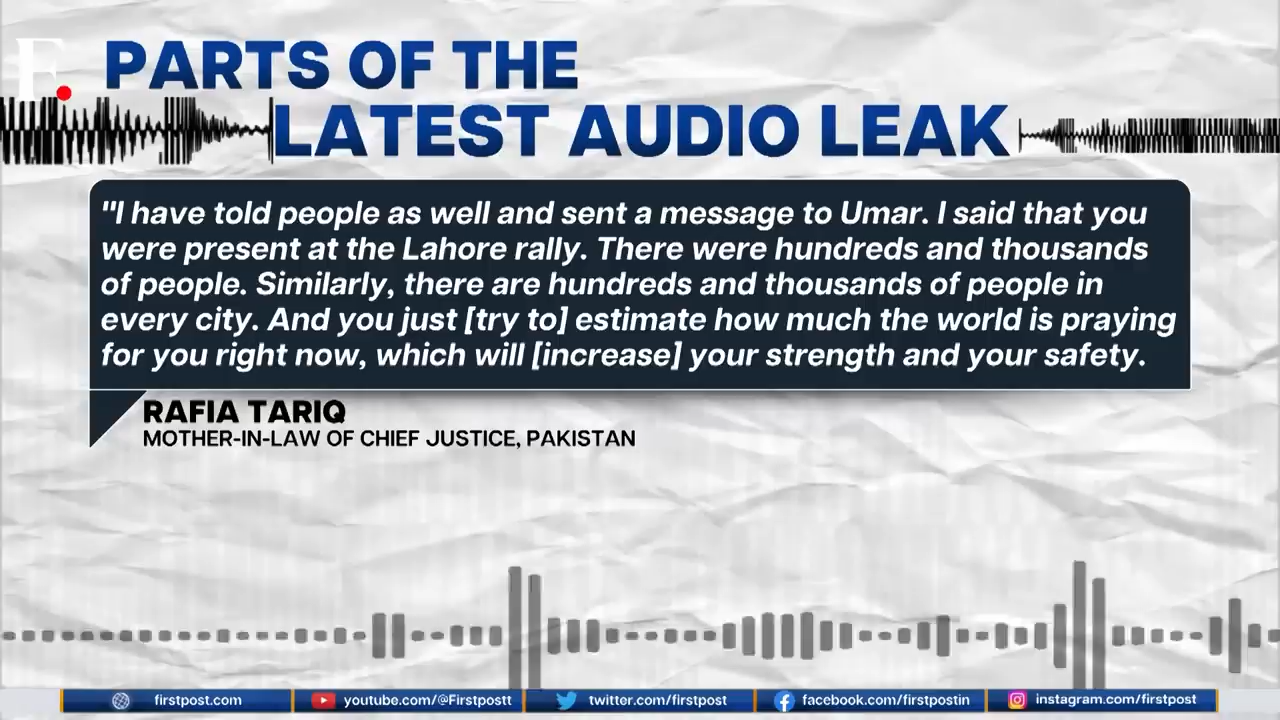 F.
PARTS OF THE
LATEST AUDIO LEAK
"I have told people as well and sent a message to Umar. I said that you
were present at the Lahore rally. There were hundreds and thousands
of people. Similarly, there are hundreds and thousands of people in
every city. And you just [try to] estimate how much the world is praying
for you right now, which will [increase] your strength and your safety.
RAFIA TARIQ
MOTHER-IN-LAW OF CHIEF JUSTICE, PAKISTAN
firstpost.com
youtube.com/@Firstpostt
twitter.com/firstpost
facebook.com/firstpostin
instagram.com/firstpost